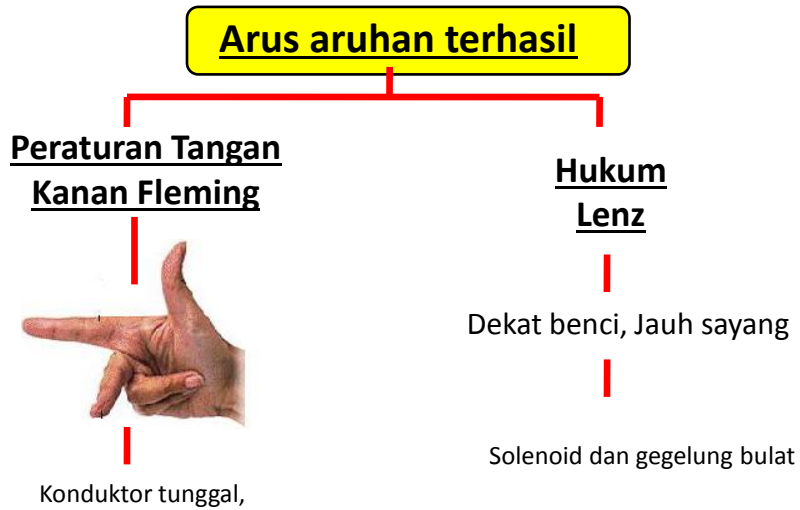 Arus aruhan terhasil
Peraturan Tangan
Kanan Fleming
Hukum
Lenz
Dekat benci, Jauh sayang
Solenoid dan gegelung bulat
Konduktor tunggal,